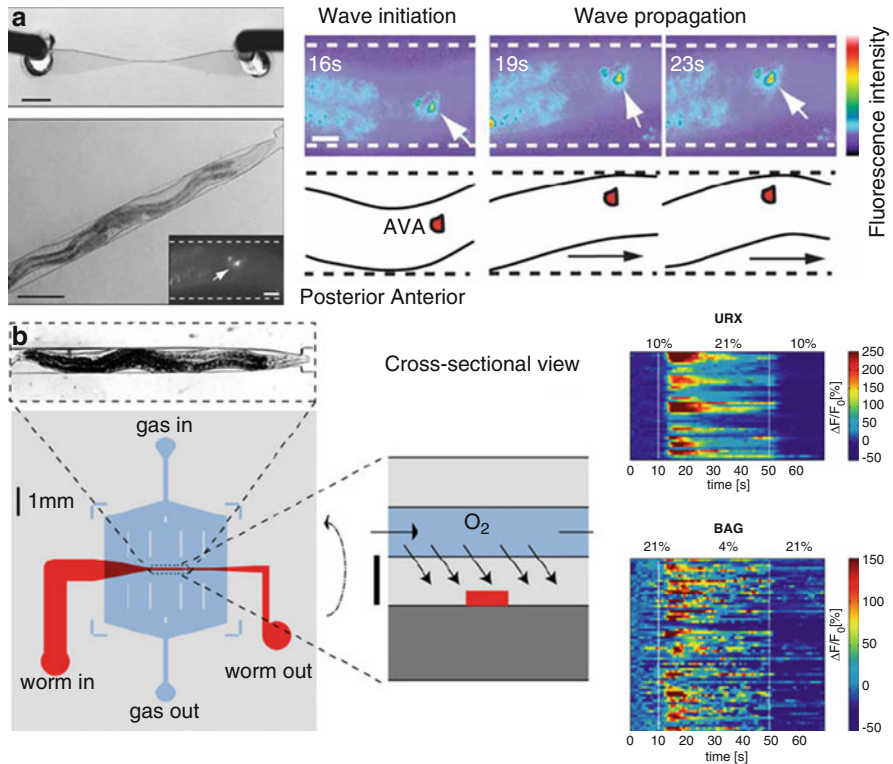 a
Wave initiation
Wave propagation
16s
19s
23s
Fluorescence intensity
AVA
Posterior Anterior
b
Cross-sectional view
gas in
1mm
worm in
worm out
gas out
O₂
URX
10% 21% 10%
250
200
150
100
50
0
-50
ΔF/F₀[%]
0 10 20 30 40 50 60
time [s]
BAG
21% 4% 21%
150
100
50
0
-50
ΔF/F₀[%]
0 10 20 30 40 50 60
time [s]